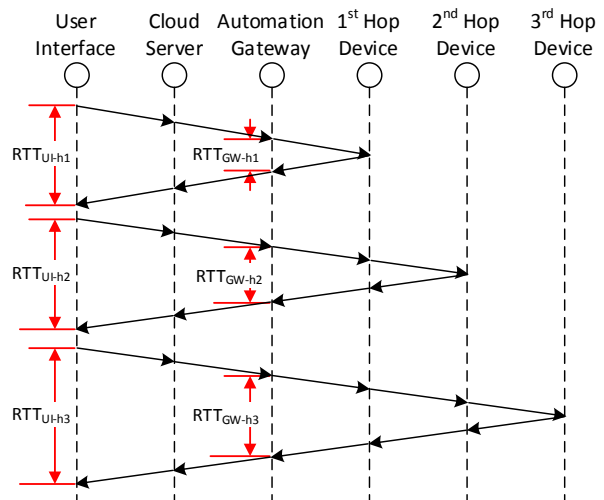 User Cloud Automation 1st Hop 2nd Hop 3rd Hop
Interface Server Gateway Device Device Device
RTTUI-h1
RTTGW-h1
RTTUI-h2
RTTGW-h2
RTTUI-h3
RTTGW-h3